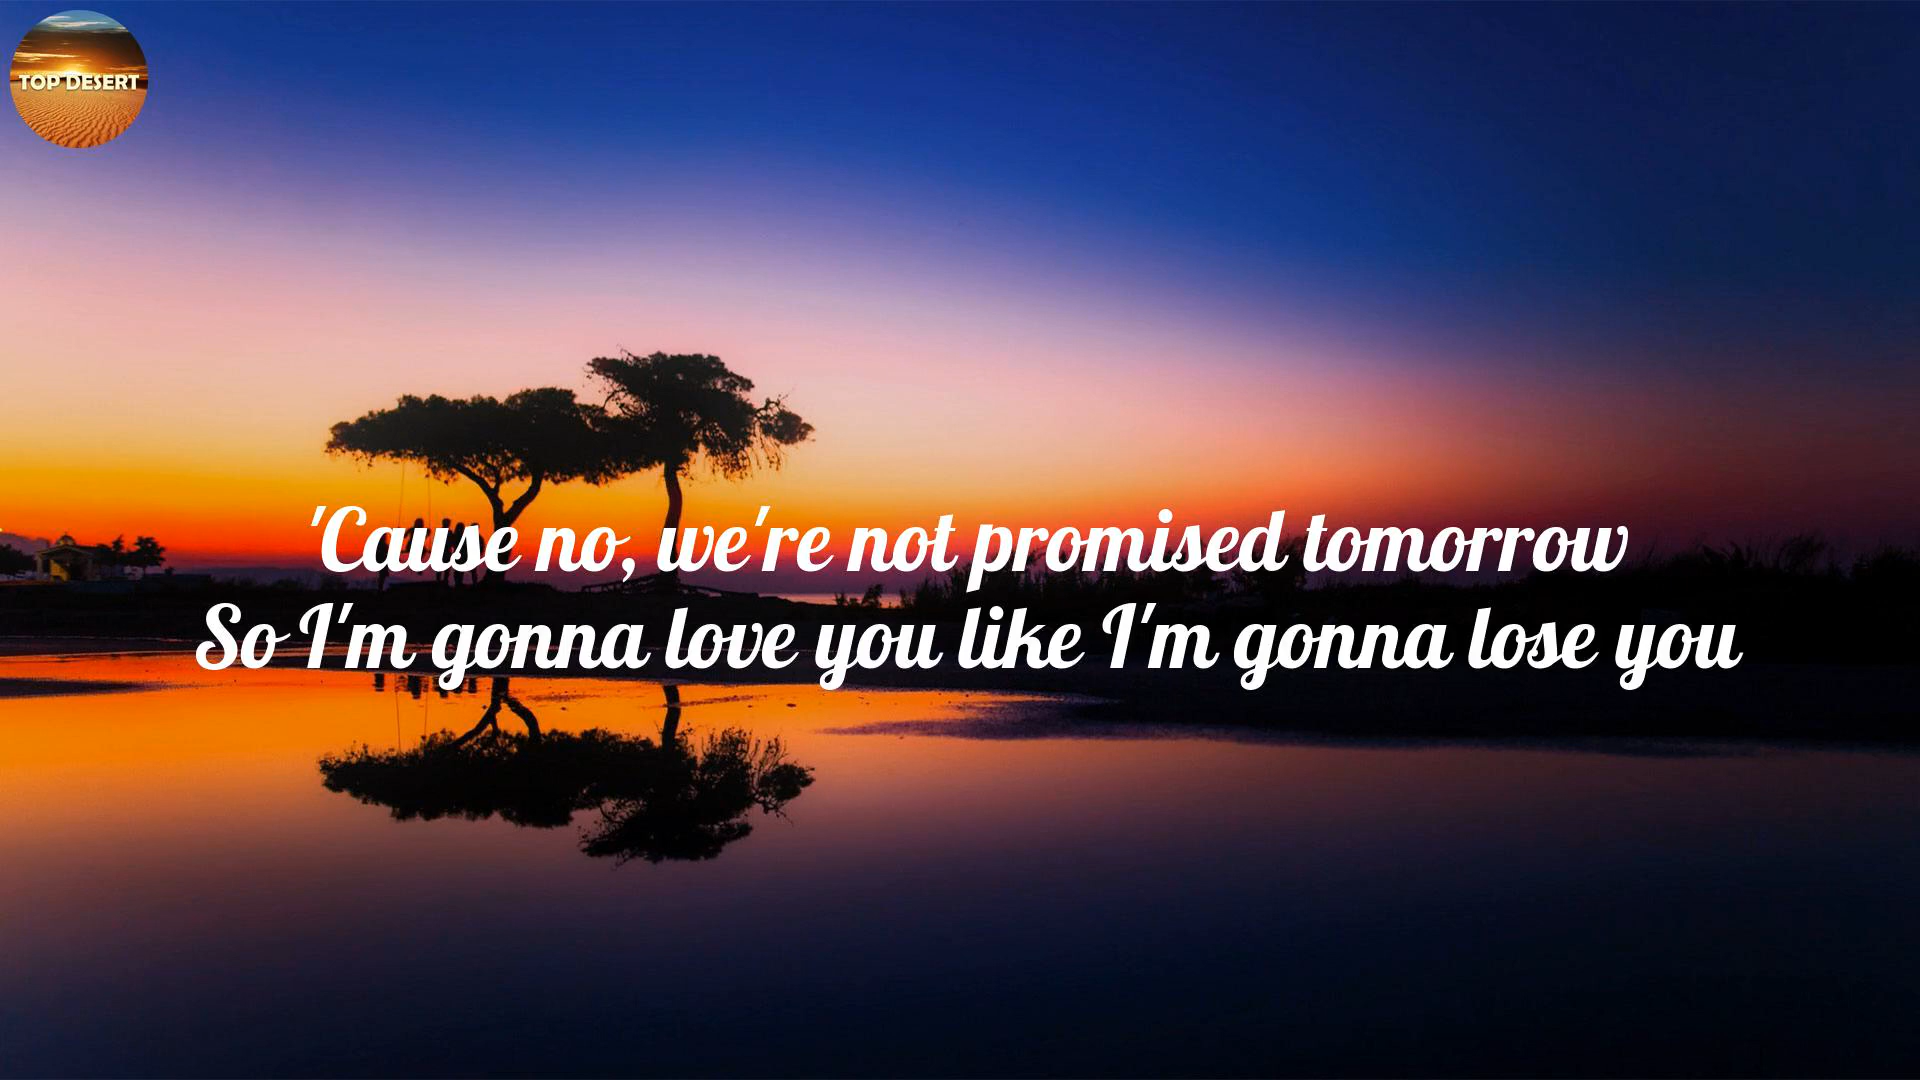 TOP DESERT
'Cause no, we're not promised tomorrow
So I'm gonna love you like I'm gonna lose you